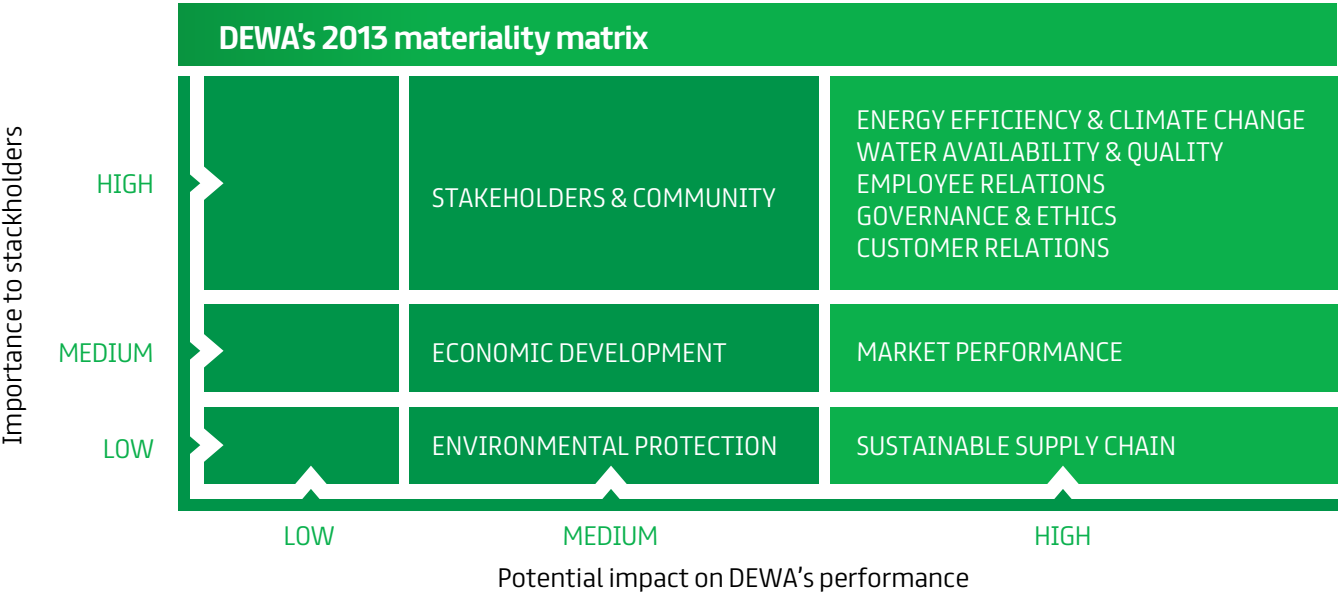 DEWA's 2013 materiality matrix
Importance to stackholders
HIGH
STAKEHOLDERS & COMMUNITY
ENERGY EFFICIENCY & CLIMATE CHANGE
WATER AVAILABILITY & QUALITY
EMPLOYEE RELATIONS
GOVERNANCE & ETHICS
CUSTOMER RELATIONS
MEDIUM
ECONOMIC DEVELOPMENT
MARKET PERFORMANCE
LOW
ENVIRONMENTAL PROTECTION
SUSTAINABLE SUPPLY CHAIN
LOW
MEDIUM
HIGH
Potential impact on DEWA's performance